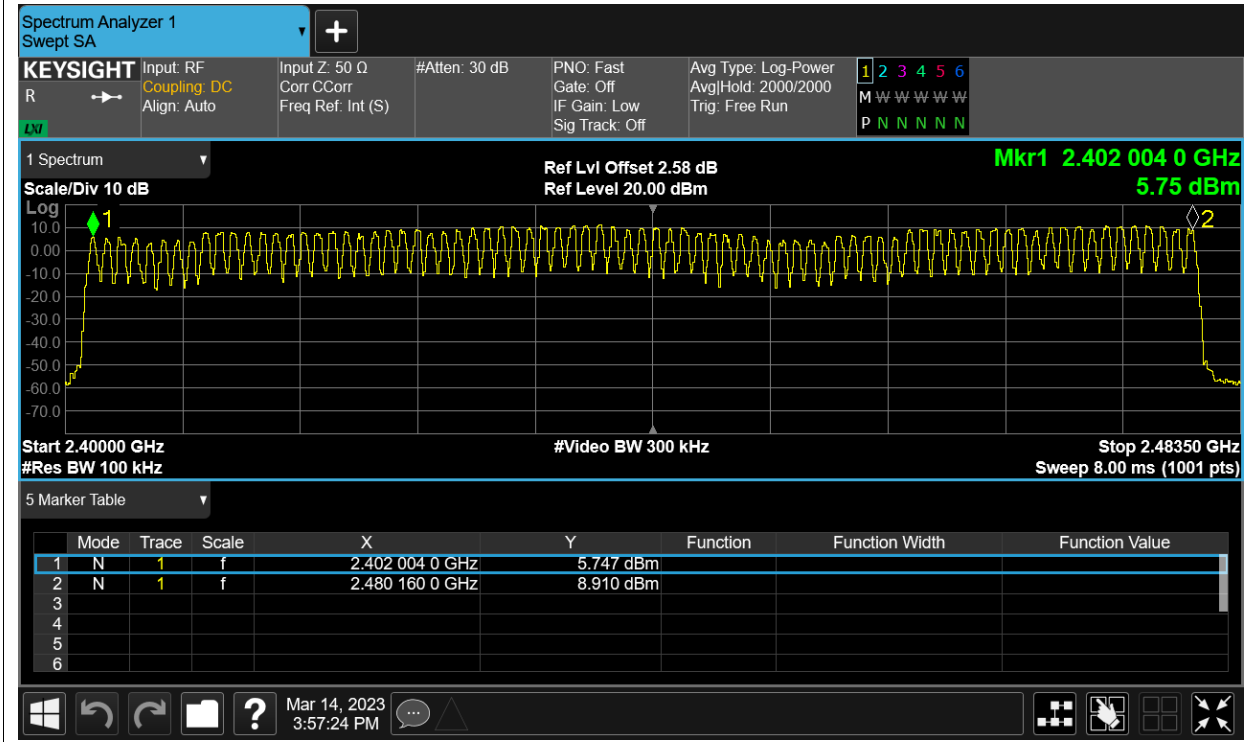 Spectrum Analyzer 1
Swept SA
KEYSIGHT
R
LXI
Input: RF
Coupling: DC
Align: Auto
Input Z: 50 Ω
Corr CCorr
Freq Ref: Int (S)
#Atten: 30 dB
PNO: Fast
Gate: Off
IF Gain: Low
Sig Track: Off
Avg Type: Log-Power
Avg|Hold: 2000/2000
Trig: Free Run
1 2 3 4 5 6
M W W W W W
P N N N N N
1 Spectrum
Scale/Div 10 dB
Ref Lvl Offset 2.58 dB
Ref Level 20.00 dBm
Mkr1 2.402 004 0 GHz
5.75 dBm
Log
1
2
10.0
0.00
-10.0
-20.0
-30.0
-40.0
-50.0
-60.0
-70.0
Start 2.40000 GHz
#Video BW 300 kHz
Stop 2.48350 GHz
#Res BW 100 kHz
Sweep 8.00 ms (1001 pts)
5 Marker Table
Mode Trace Scale X Y Function Function Width Function Value
1 N 1 f 2.402 004 0 GHz 5.747 dBm
2 N 1 f 2.480 160 0 GHz 8.910 dBm
3
4
5
6
?
Mar 14, 2023
3:57:24 PM